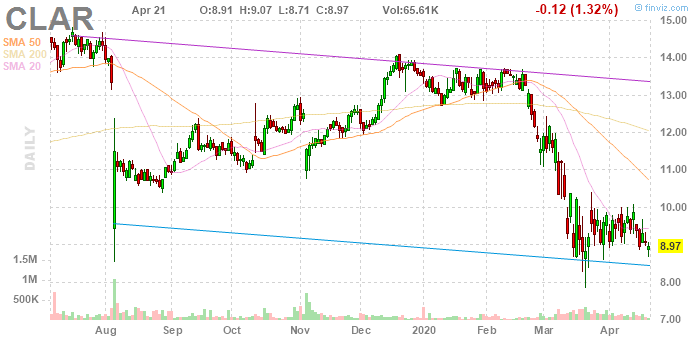 CLAR Apr 21 O:8.91 H:9.07 L:8.71 C:8.97 Vol:65.61K -0.12 (1.32%) © finviz.com
SMA 50
SMA 200
SMA 20
DAILY
15.00
14.00
13.00
12.00
11.00
10.00
8.97
8.00
7.00
1.5M
1M
500K
Aug Sep Oct Nov Dec 2020 Feb Mar Apr